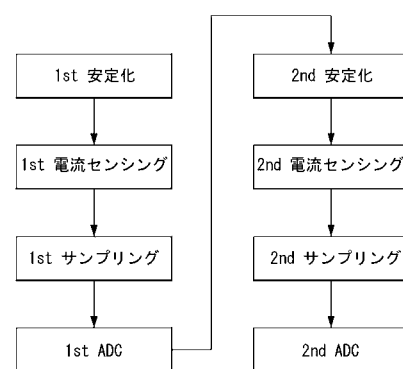 1st 安定化
1st 電流センシング
1st サンプリング
1st ADC
2nd 安定化
2nd 電流センシング
2nd サンプリング
2nd ADC